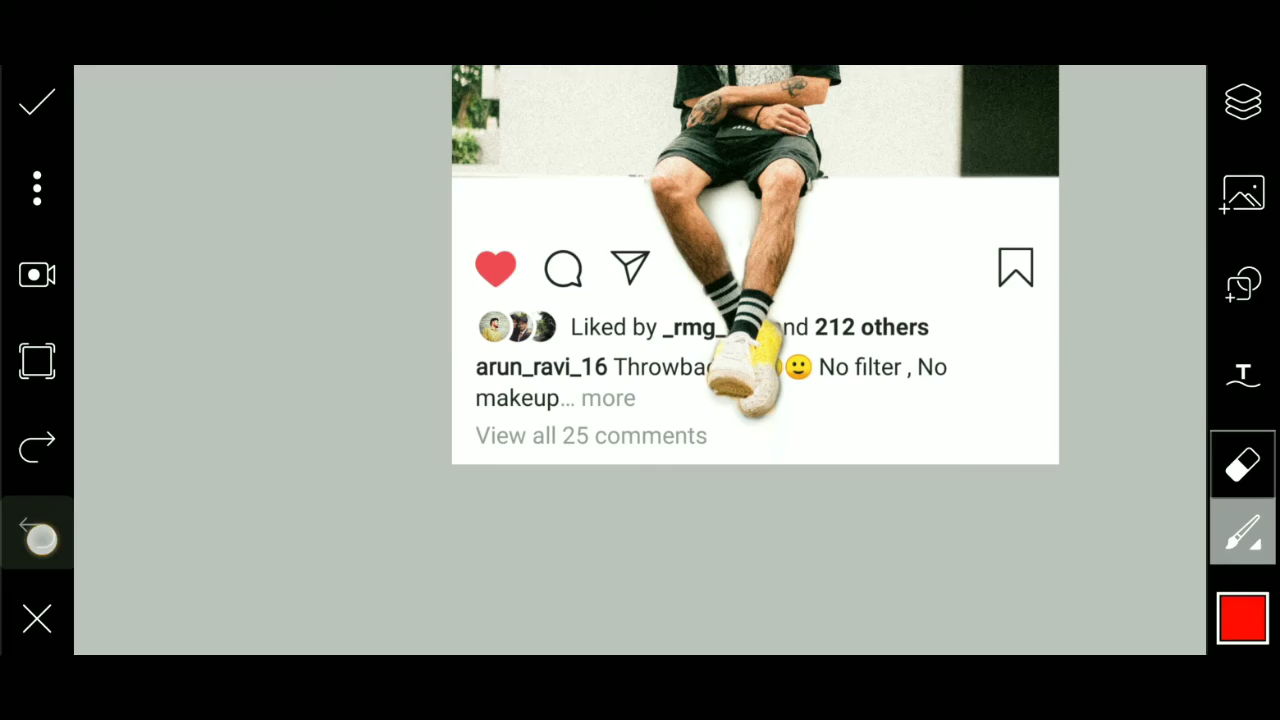 Liked by _rmg_ nd 212 others
arun_ravi_16 Throwba 🙂 No filter , No
makeup... more
View all 25 comments
T